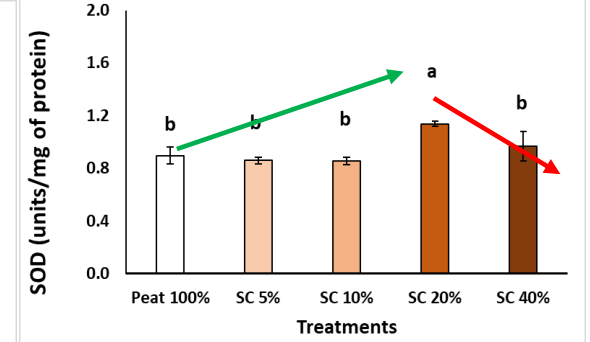 SOD (units/mg of protein)
2.0
1.6
1.2
0.8
0.4
0.0
b
b
b
a
b
Peat 100% SC 5% SC 10% SC 20% SC 40%
Treatments